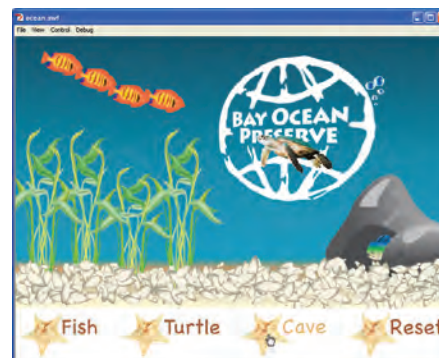 ocean.swf
File View Control Debug
BAY OCEAN
PRESERVE
Fish Turtle Cave Reset